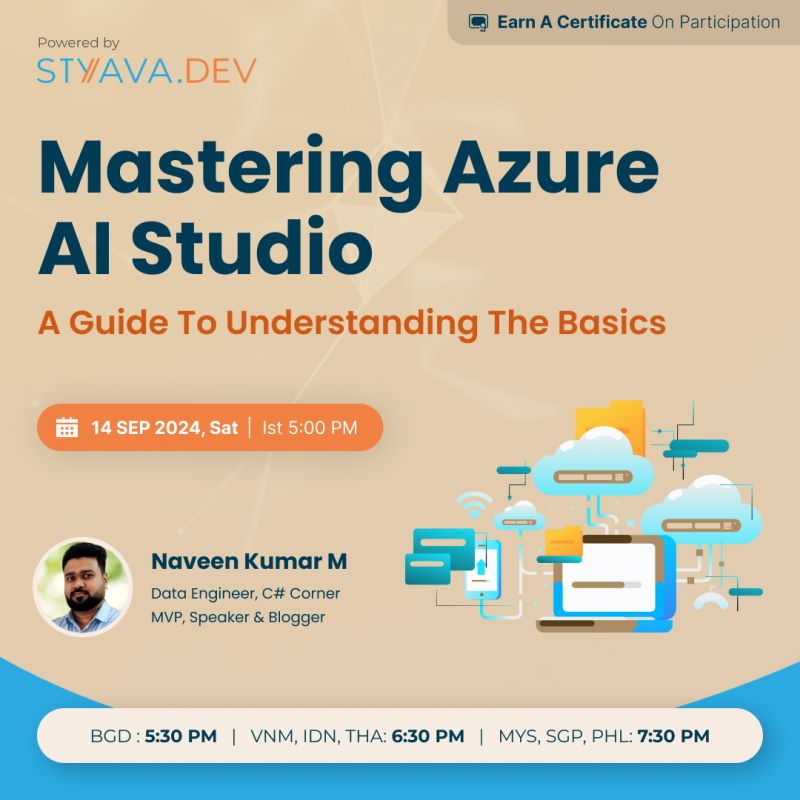 Earn A Certificate On Participation
Powered by
STYAVA.DEV
Mastering Azure
AI Studio
A Guide To Understanding The Basics
14 SEP 2024, Sat | Ist 5:00 PM
Naveen Kumar M
Data Engineer, C# Corner
MVP, Speaker & Blogger
BGD : 5:30 PM | VNM, IDN, THA: 6:30 PM | MYS, SGP, PHL: 7:30 PM